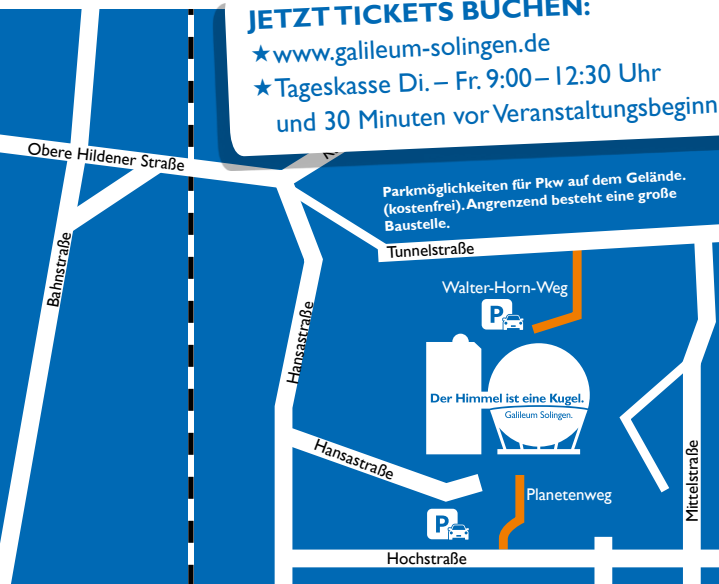 JETZT TICKETS BUCHEN:
★www.galileum-solingen.de
★Tageskasse Di. – Fr. 9:00 – 12:30 Uhr
und 30 Minuten vor Veranstaltungsbeginn
Obere Hildener Straße
Parkmöglichkeiten für Pkw auf dem Gelände.
(kostenfrei). Angrenzend besteht eine große
Baustelle.
Tunnelstraße
Bahnstraße
Walter-Horn-Weg
P
Hansastraße
Der Himmel ist eine Kugel.
Galileum Solingen.
Hansastraße
Mittelstraße
Planetenweg
P
Hochstraße